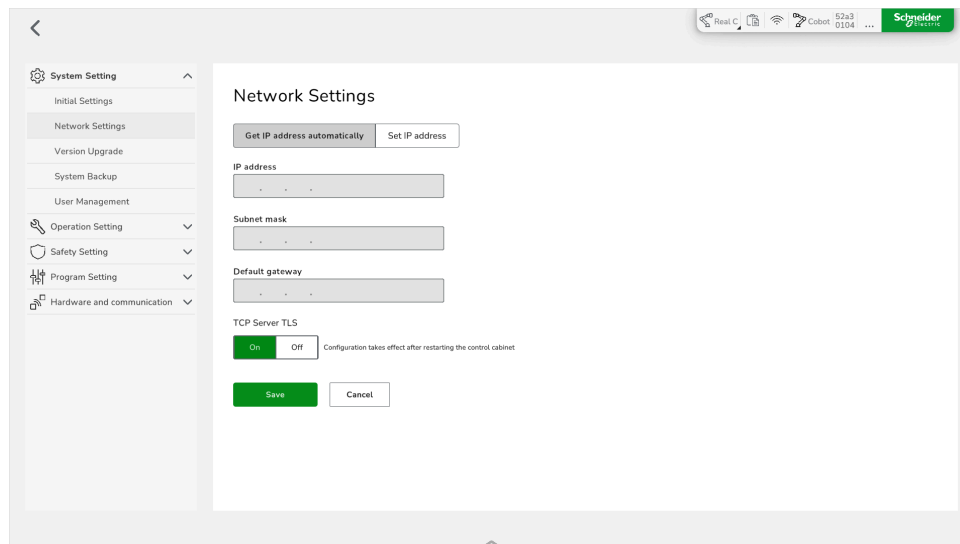 Real C
Cobot
52a3
0104
...
Schneider
Electric
System Setting
Initial Settings
Network Settings
Version Upgrade
System Backup
User Management
Operation Setting
Safety Setting
Program Setting
Hardware and communication
Network Settings
Get IP address automatically
Set IP address
IP address
. . .
Subnet mask
. . .
Default gateway
. . .
TCP Server TLS
On
Off
Configuration takes effect after restarting the control cabinet
Save
Cancel